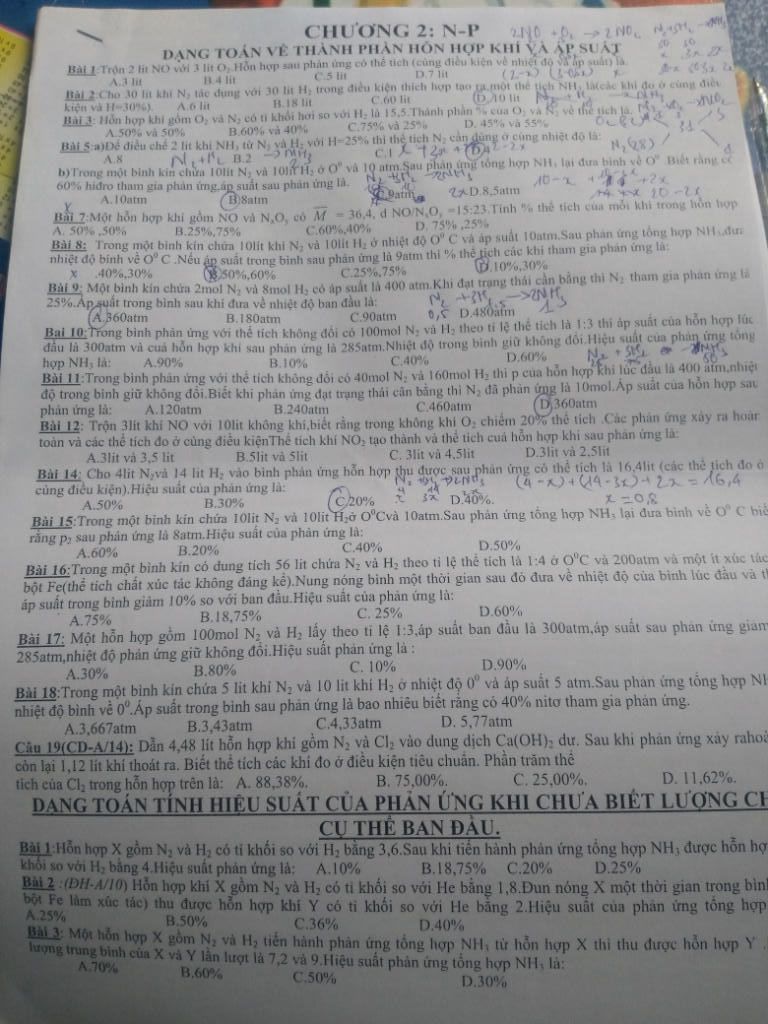 CHƯƠNG 2: N-P
DẠNG TOÁN VỀ THÀNH PHẦN HỖN HỢP KHÍ VÀ ÁP SUẤT
Bài 1:Trộn 2 lít NO với 3 lít O2.Hỗn hợp sau phản ứng có thể tích (cùng điều kiện về nhiệt độ và áp suất) là.
A.3 lít B.4 lít C.5 lít D.7 lít
Bài 2:Cho 30 lít khí N2 tác dụng với 30 lít H2 trong điều kiện thích hợp tạo ra một thể tích NH3 là(các khí đo ở cùng điều
kiện và H=30%). A.6 lít B.18 lít C.60 lít D.10 lít
Bài 3: Hỗn hợp khí gồm O2 và N2 có tỉ khối hơi so với H2 là 15,5.Thành phần % của O2 và N2 về thể tích là.
A.50% và 50% B.60% và 40% C.75% và 25% D. 45% và 55%
Bài 5:a)Để điều chế 2 lít khí NH3 từ N2 và H2 với H=25% thì thể tích N2 cần dùng ở cùng nhiệt độ là:
A.8 B.2 C.1
b)Trong một bình kín chứa 10lít N2 và 10lít H2 ở 0⁰ và 10 atm.Sau phản ứng tổng hợp NH3 lại đưa bình về 0⁰ .Biết rằng có
60% hiđro tham gia phản ứng,áp suất sau phản ứng là.
A.10atm B.8atm C.9atm D.8,5atm
Bài 7:Một hỗn hợp khí gồm NO và NxOy có M = 36,4, d NO/NxOy =15:23.Tính % thể tích của mỗi khí trong hỗn hợp
A. 50% ,50% B.25%,75% C.60%,40% D. 75% ,25%
Bài 8: Trong một bình kín chứa 10lít khí N2 và 10lít H2 ở nhiệt độ 0⁰ C và áp suất 10atm.Sau phản ứng tổng hợp NH3,đưa
nhiệt độ bình về 0⁰ C .Nếu áp suất trong bình sau phản ứng là 9atm thì % thể tích các khí tham gia phản ứng là:
.40%,30% B.50%,60% C.25%,75% D.10%,30%
Bài 9: Một bình kín chứa 2mol N2 và 8mol H2 có áp suất là 400 atm.Khi đạt trạng thái cần bằng thì N2 tham gia phản ứng là
25%.Áp suất trong bình sau khi đưa về nhiệt độ ban đầu là:
A.360atm B.180atm C.90atm D.480atm
Bài 10:Trong bình phản ứng với thể tích không đổi có 100mol N2 và H2 theo tỉ lệ thể tích là 1:3 thì áp suất của hỗn hợp lúc
đầu là 300atm và cuả hỗn hợp khí sau phản ứng là 285atm.Nhiệt độ trong bình giữ không đổi.Hiệu suất của phản ứng tổng
hợp NH3 là: A.90% B.10% C.40% D.60%
Bài 11:Trong bình phản ứng với thể tích không đổi có 40mol N2 và 160mol H2 thì p của hỗn hợp khí lúc đầu là 400 atm,nhiệt
độ trong bình giữ không đổi.Biết khi phản ứng đạt trạng thái cân bằng thì N2 đã phản ứng là 10mol.Áp suất của hỗn hợp sau
phản ứng là: A.120atm B.240atm C.460atm D.360atm
Bài 12: Trộn 3lít khí NO với 10lít không khí,biết rằng trong không khí O2 chiếm 20% thể tích .Các phản ứng xảy ra hoàn
toàn và các thể tích đo ở cùng điều kiệnThể tích khí NO2 tạo thành và thể tích cuả hỗn hợp khí sau phản ứng là:
A.3lít và 3,5 lít B.5lít và 5lít C. 3lít và 4,5lít D.3lít và 2,5lít
Bài 14: Cho 4lít N2và 14 lít H2 vào bình phản ứng hỗn hợp thu được sau phản ứng có thể tích là 16,4lít (các thể tích đo ở
cùng điều kiện).Hiệu suất của phản ứng là:
A.50% B.30% C.20% D.40%.
(4-x)+(14-3x)+2x=16,4
x=0,8
Bài 15:Trong một bình kín chứa 10lít N2 và 10lít H2ở 0⁰Cvà 10atm.Sau phản ứng tổng hợp NH3 lại đưa bình về 0⁰ C biế
rằng p2 sau phản ứng là 8atm.Hiệu suất của phản ứng là:
A.60% B.20% C.40% D.50%
Bài 16:Trong một bình kín có dung tích 56 lít chứa N2 và H2 theo tỉ lệ thể tích là 1:4 ở 0⁰C và 200atm và một ít xúc tác
bột Fe(thể tích chất xúc tác không đáng kể).Nung nóng bình một thời gian sau đó đưa về nhiệt độ của bình lúc đầu và th
áp suất trong bình giảm 10% so với ban đầu.Hiệu suất của phản ứng là:
A.75% B.18,75% C. 25% D.60%
Bài 17: Một hỗn hợp gồm 100mol N2 và H2 lấy theo tỉ lệ 1:3,áp suất ban đầu là 300atm,áp suất sau phản ứng giảm
285atm,nhiệt độ phản ứng giữ không đổi.Hiệu suất phản ứng là :
A.30% B.80% C. 10% D.90%
Bài 18:Trong một bình kín chứa 5 lít khí N2 và 10 lít khí H2 ở nhiệt độ 0⁰ và áp suất 5 atm.Sau phản ứng tổng hợp NH
nhiệt độ bình về 0⁰.Áp suất trong bình sau phản ứng là bao nhiêu biết rằng có 40% nitơ tham gia phản ứng.
A.3,667atm B.3,43atm C.4,33atm D. 5,77atm
Câu 19(CD-A/14): Dẫn 4,48 lít hỗn hợp khí gồm N2 và Cl2 vào dung dịch Ca(OH)2 dư. Sau khi phản ứng xảy rahoà
còn lại 1,12 lít khí thoát ra. Biết thể tích các khí đo ở điều kiện tiêu chuẩn. Phần trăm thể
tích của Cl2 trong hỗn hợp trên là: A. 88,38%. B. 75,00%. C. 25,00%. D. 11,62%.
DẠNG TOÁN TÍNH HIỆU SUẤT CỦA PHẢN ỨNG KHI CHƯA BIẾT LƯỢNG CH
CỤ THỂ BAN ĐẦU.
Bài 1:Hỗn hợp X gồm N2 và H2 có tỉ khối so với H2 bằng 3,6.Sau khi tiến hành phản ứng tổng hợp NH3 được hỗn hợ
khối so với H2 bằng 4.Hiệu suất phản ứng là: A.10% B.18,75% C.20% D.25%
Bài 2 :(ĐH-A/10) Hỗn hợp khí X gồm N2 và H2 có tỉ khối so với He bằng 1,8.Đun nóng X một thời gian trong bình
bột Fe làm xúc tác) thu được hỗn hợp khí Y có tỉ khối so với He bằng 2.Hiệu suất của phản ứng tổng hợp
A.25% B.50% C.36% D.40%
Bài 3: Một hỗn hợp X gồm N2 và H2 tiến hành phản ứng tổng hợp NH3 từ hỗn hợp X thì thu được hỗn hợp Y .
lượng trung bình của X và Y lần lượt là 7,2 và 9.Hiệu suất phản ứng tổng hợp NH3 là:
A.70% B.60% C.50% D.30%